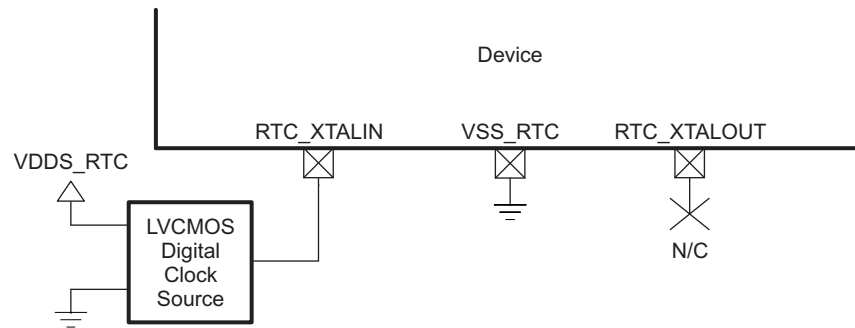 Device
RTC_XTALIN
VSS_RTC
RTC_XTALOUT
VDDS_RTC
LVCMOS
Digital
Clock
Source
N/C